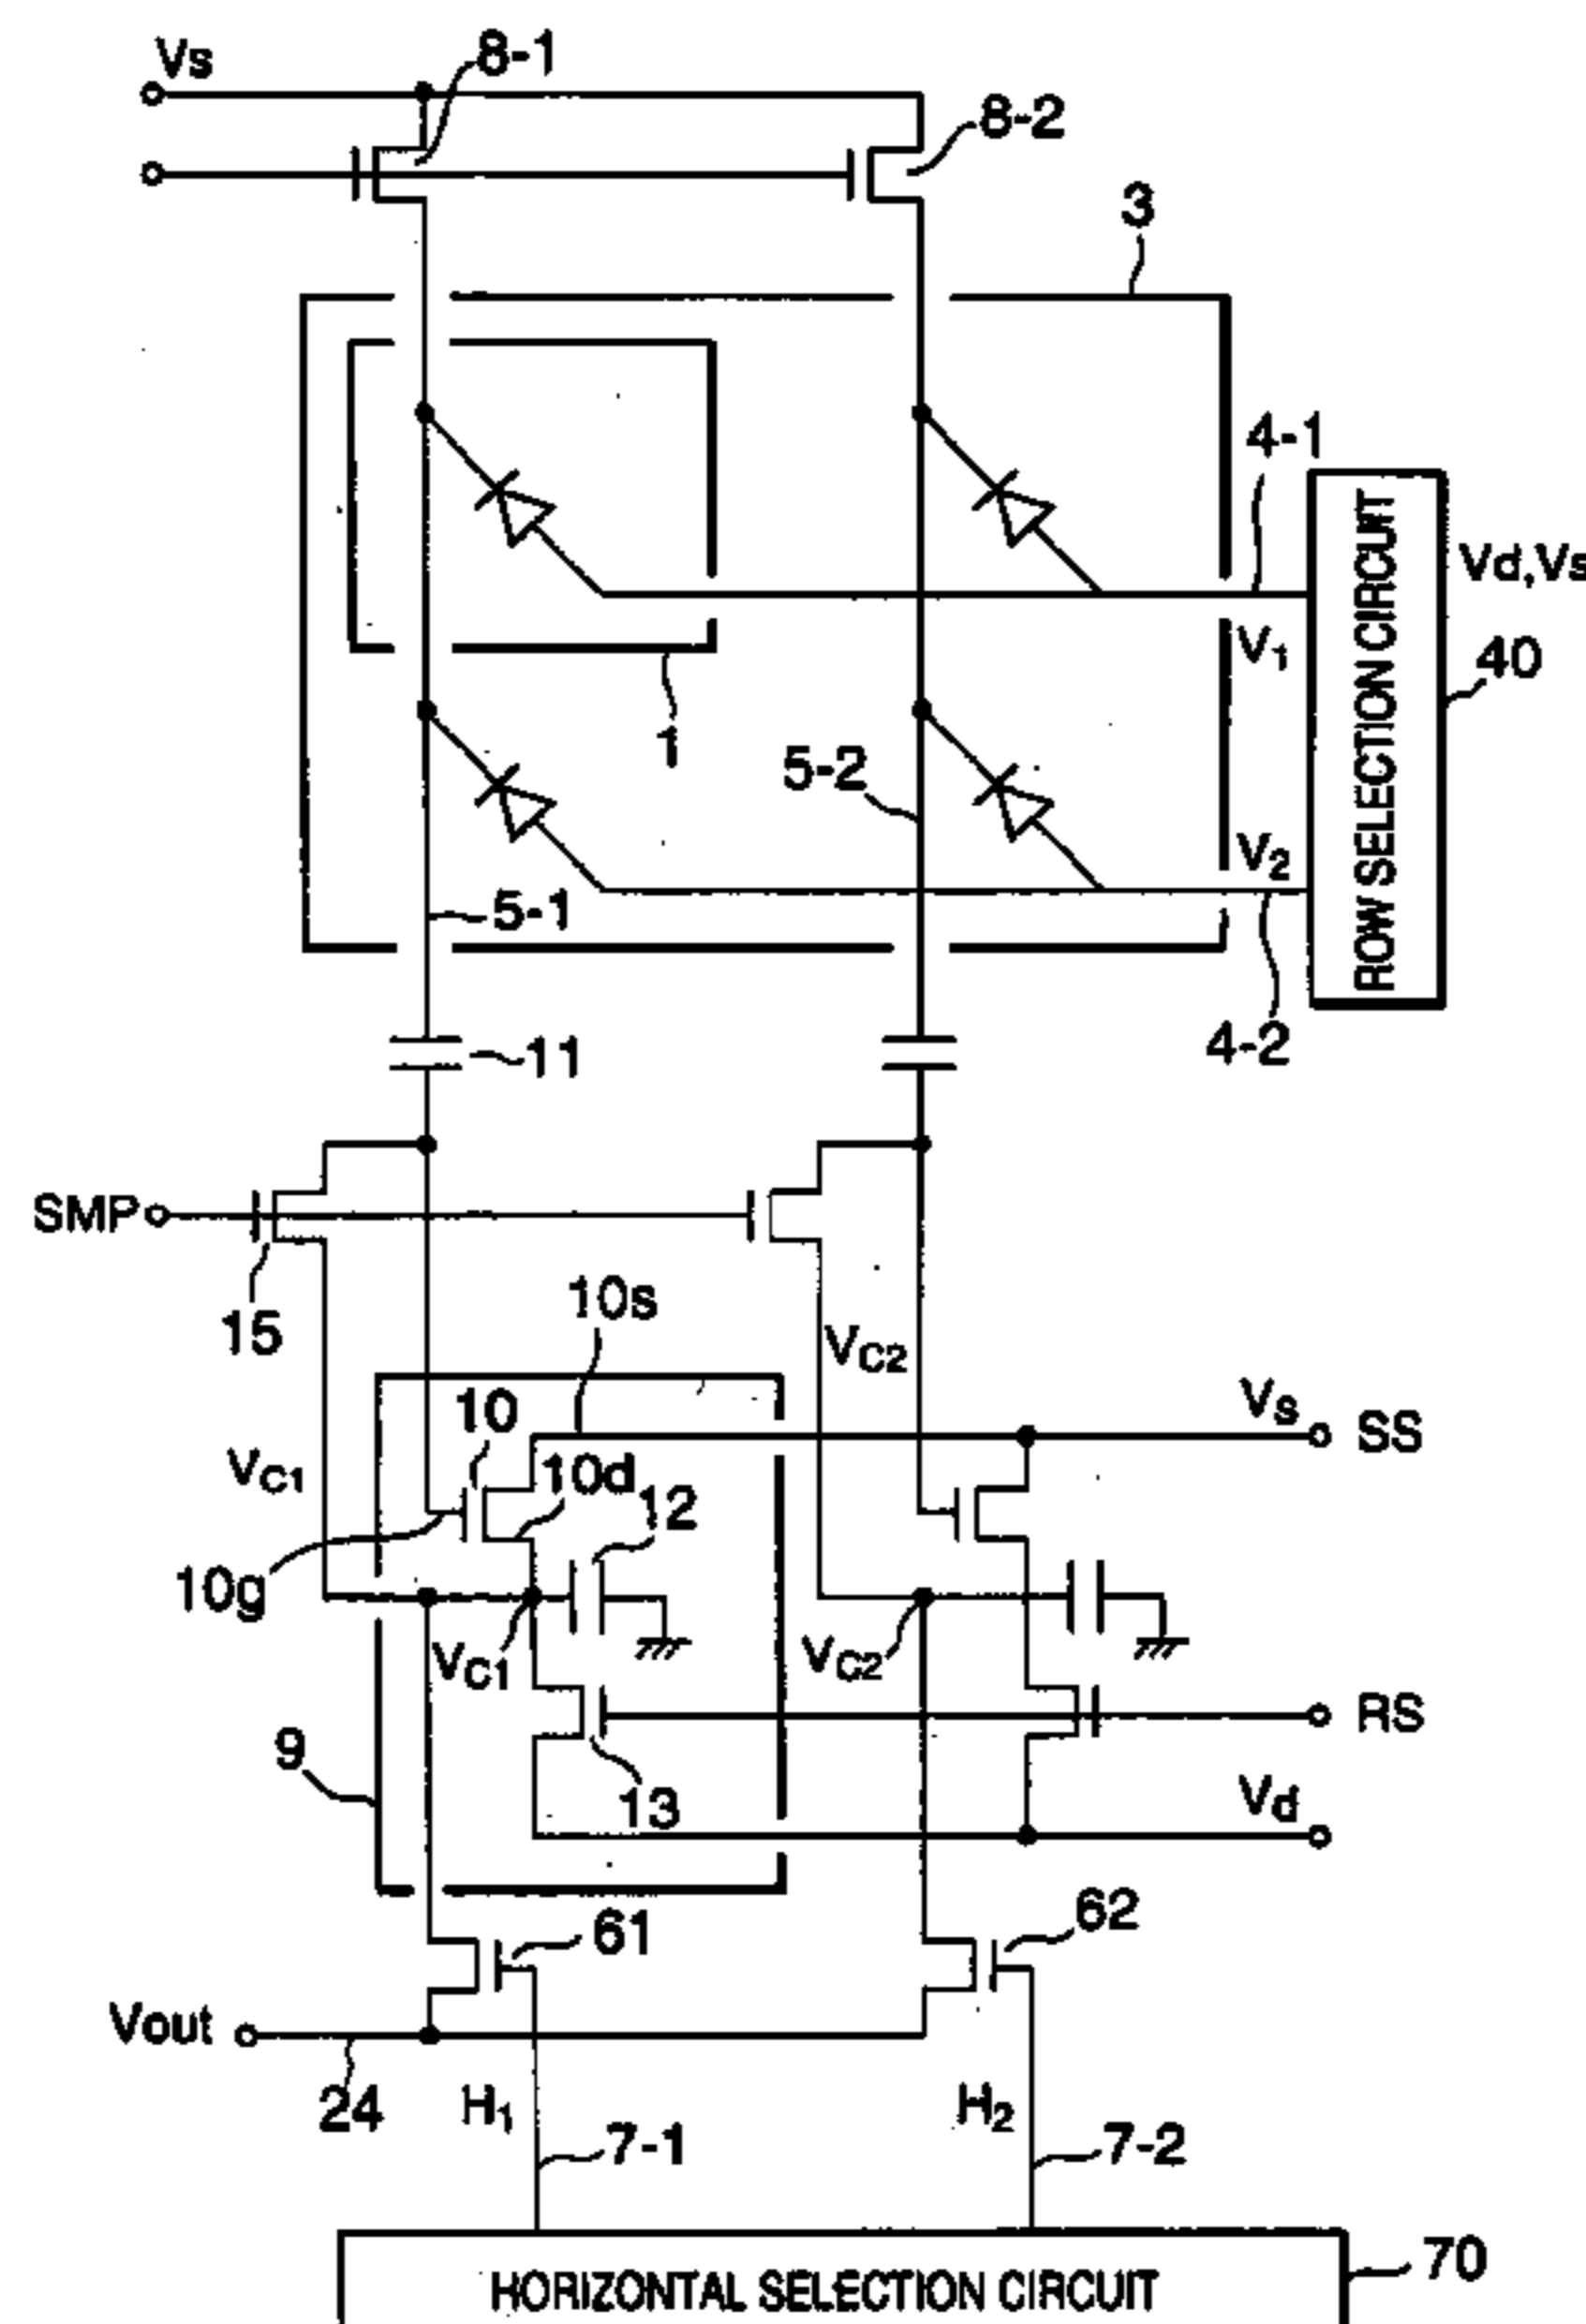 Vs
8-1
8-2
3
4-1
ROW SELECTION CIRCUIT
Vd,Vs
V1
40
1
5-2
V2
5-1
4-2
11
SMP
15
10s
VC2
10
Vs
SS
VC1
10d
12
10g
VC1
VC2
RS
9
13
Vd
61
62
Vout
24
H1
H2
7-1
7-2
70
HORIZONTAL SELECTION CIRCUIT